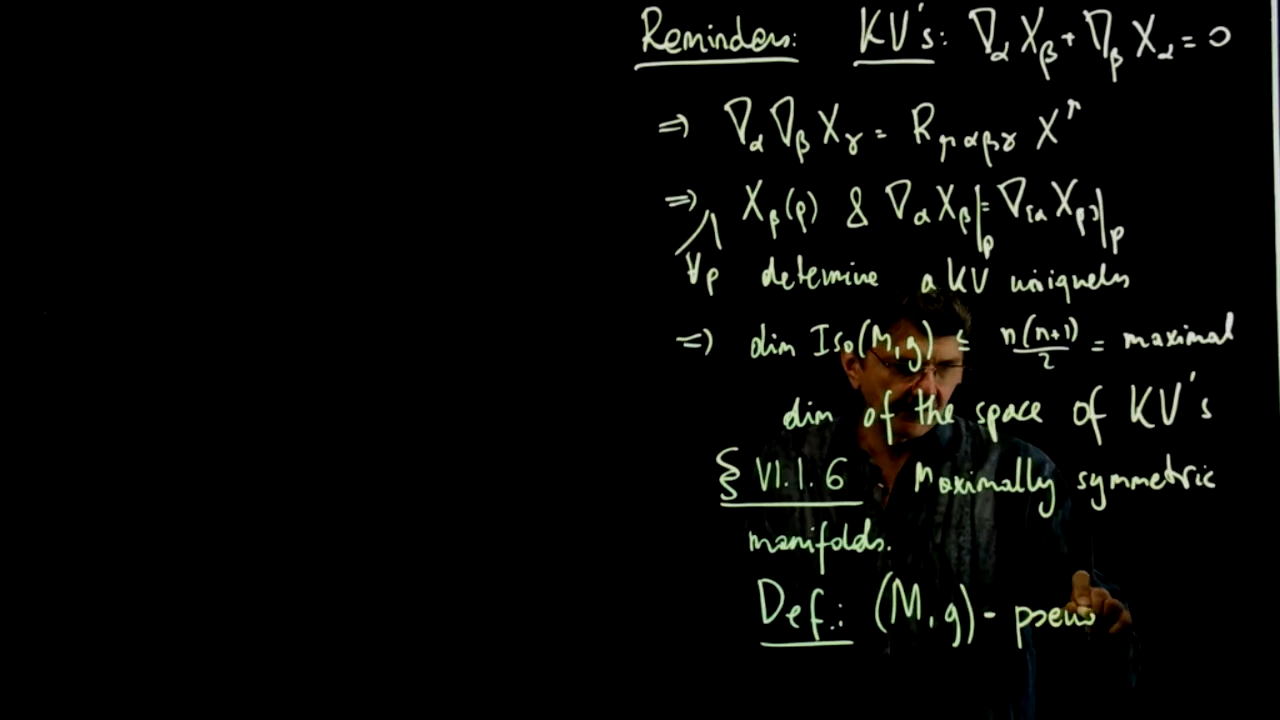 Reminders: KV's: ∇_α X_β + ∇_β X_α = 0
⇒ ∇_α ∇_β X_γ = R_{μαβγ} X^μ
⇒ X_β(p) & ∇_α X_β|_p = ∇_{[α} X_{β]}|_p
∀p determine a KV uniquely
⇒ dim Iso(M,g) ≤ n(n+1)/2 = maximal
dim of the space of KV's
§ VI.1.6. Maximally symmetric
manifolds.
Def.: (M,g) - pseu